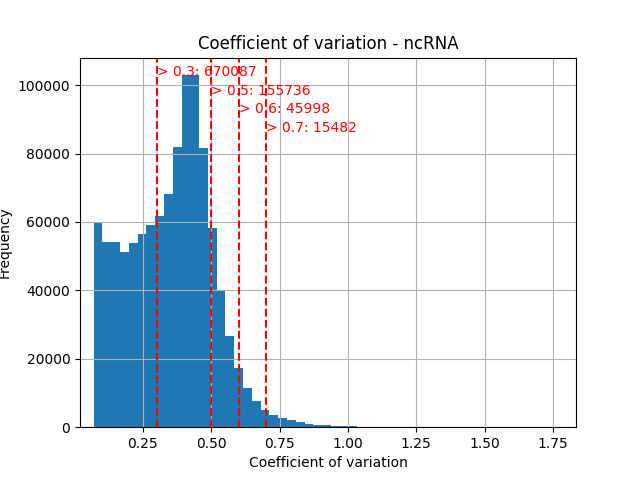 Coefficient of variation - ncRNA
> 0.3: 670087
> 0.5: 155736
> 0.6: 45998
> 0.7: 15482
100000
80000
60000
40000
20000
0
Frequency
0.25 0.50 0.75 1.00 1.25 1.50 1.75
Coefficient of variation